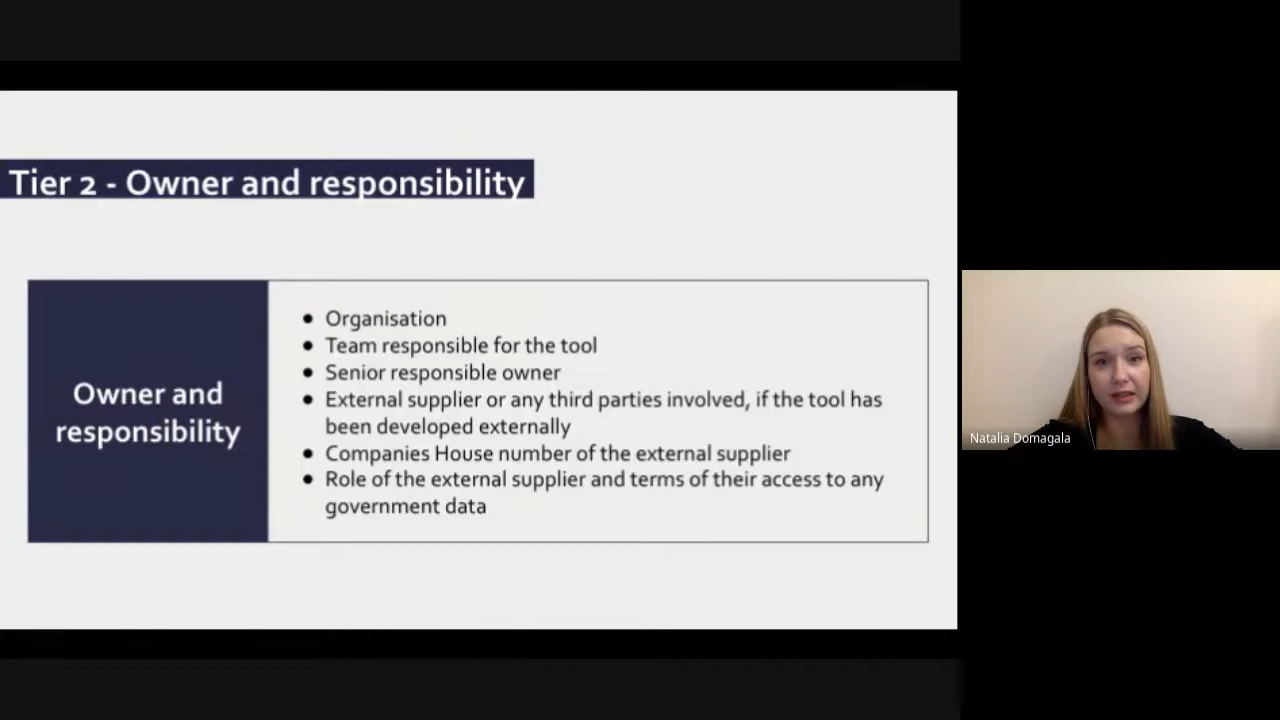 Tier 2 - Owner and responsibility
Owner and
responsibility
● Organisation
● Team responsible for the tool
● Senior responsible owner
● External supplier or any third parties involved, if the tool has
been developed externally
● Companies House number of the external supplier
● Role of the external supplier and terms of their access to any
government data
Natalia Domagala